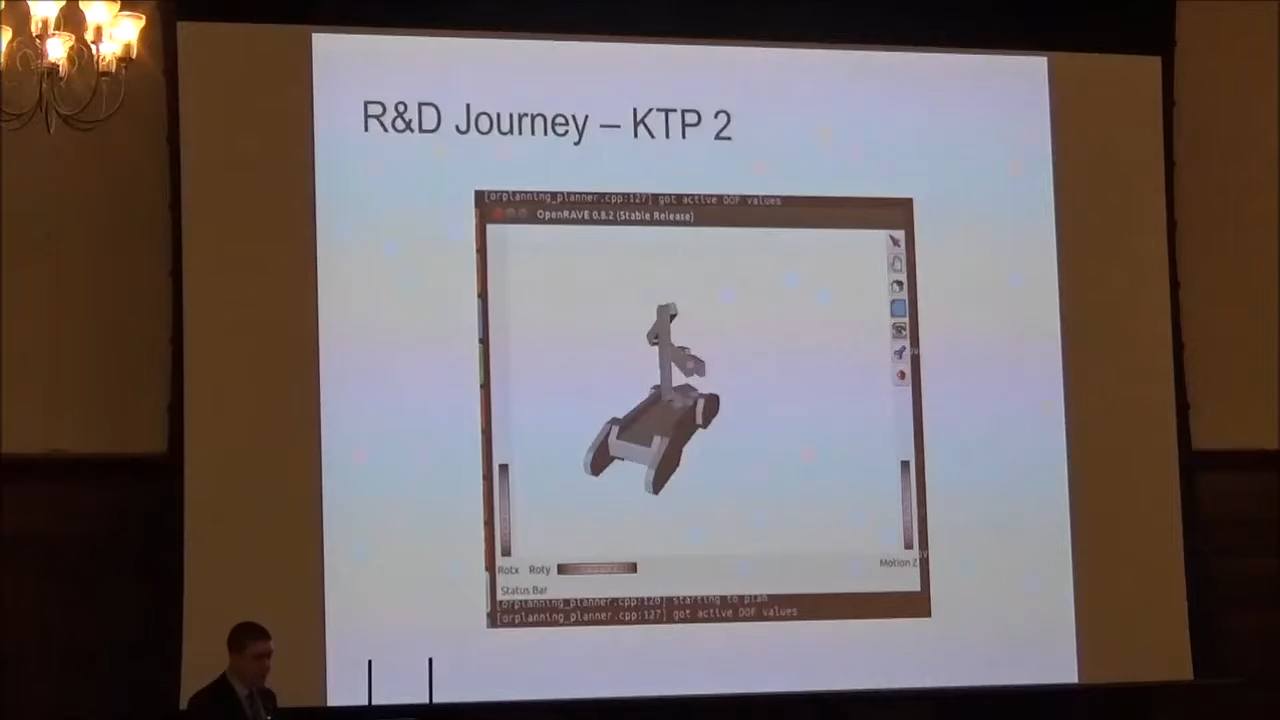 R&D Journey – KTP 2
[orplanning_planner.cpp:127] got active DOF values
OpenRAVE 0.8.2 (Stable Release)
Rotx Roty
Motion Z
Status Bar
[orplanning_planner.cpp:120] starting to plan
[orplanning_planner.cpp:127] got active DOF values